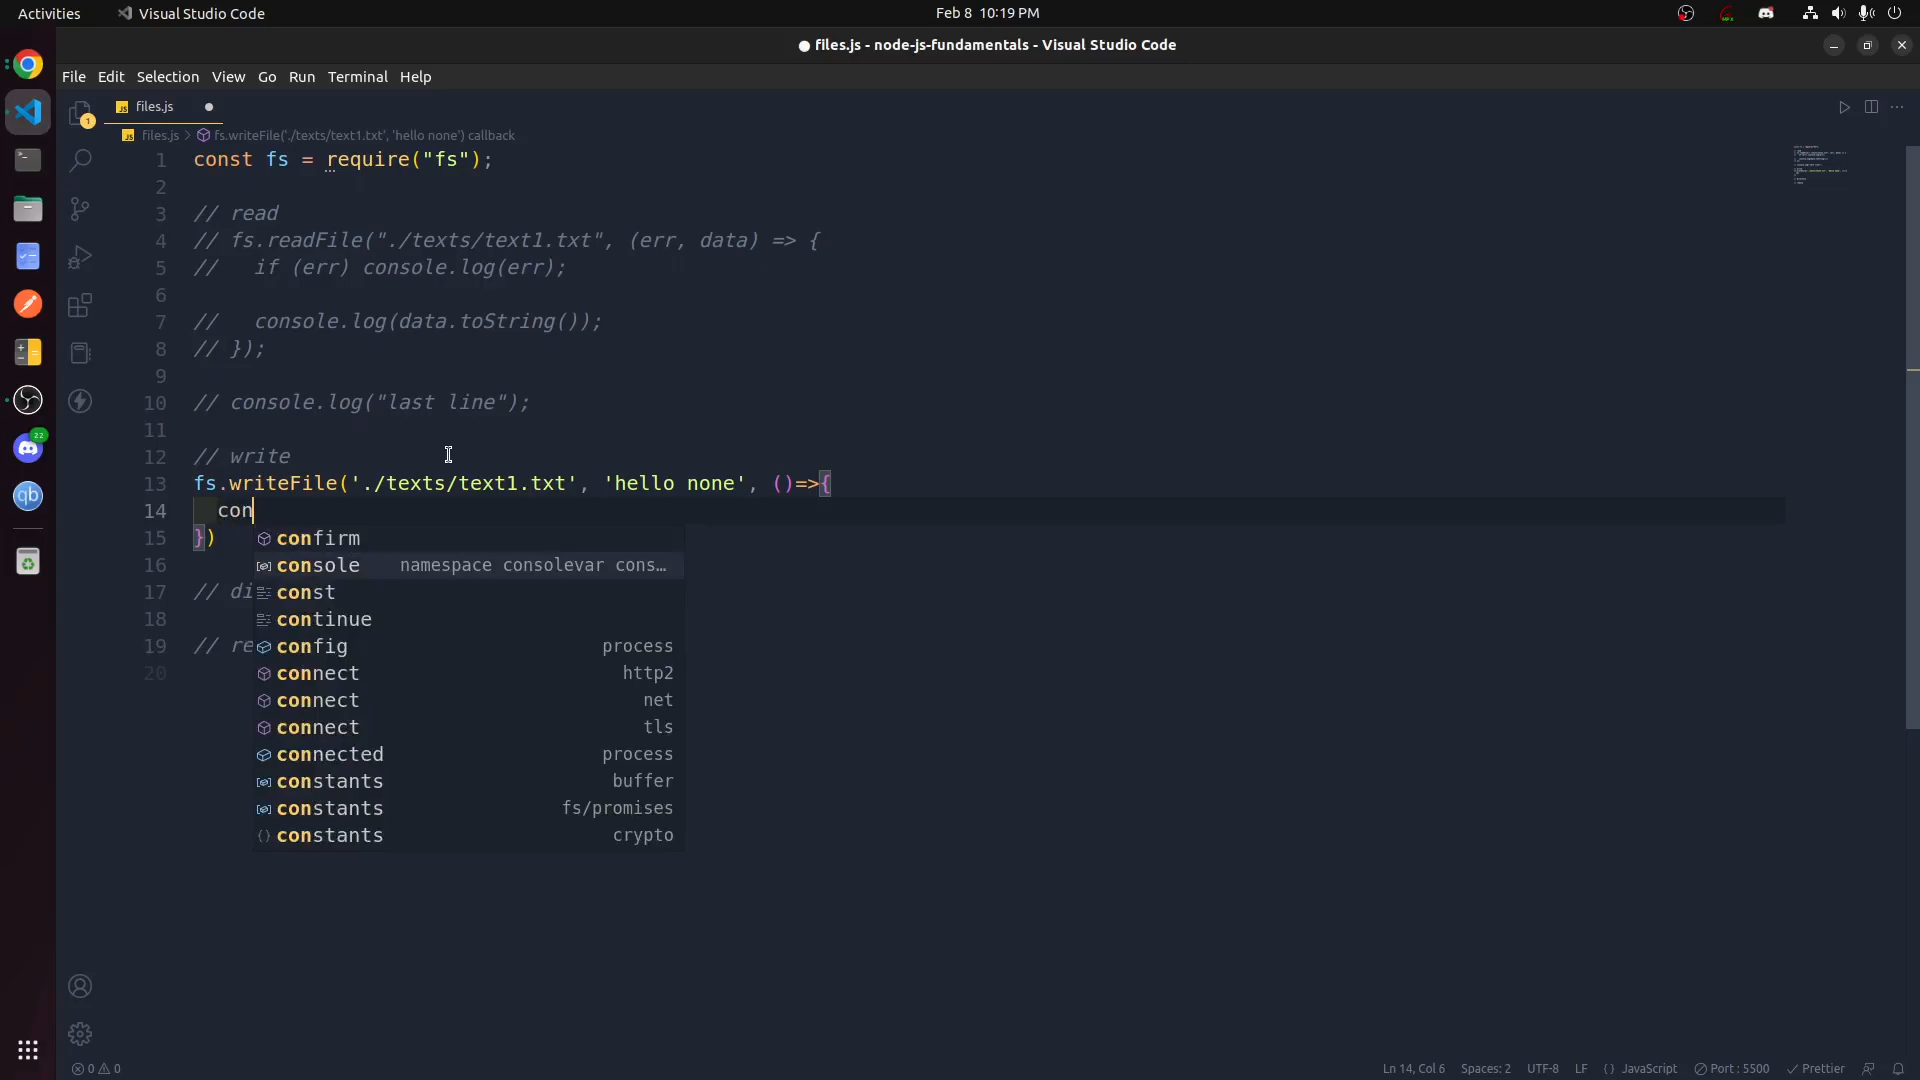 Activities Visual Studio Code Feb 8 10:19 PM
files.js - node-js-fundamentals - Visual Studio Code
File Edit Selection View Go Run Terminal Help
JS files.js
JS files.js > fs.writeFile('./texts/text1.txt', 'hello none') callback
1 const fs = require("fs");
2
3 // read
4 // fs.readFile("./texts/text1.txt", (err, data) => {
5 //   if (err) console.log(err);
6
7 //   console.log(data.toString());
8 // });
9
10 // console.log("last line");
11
12 // write
13 fs.writeFile('./texts/text1.txt', 'hello none', ()=>{
14   con
15 })
16
17 // di
18
19 // re
20
confirm
console namespace consolevar cons…
const
continue
config process
connect http2
connect net
connect tls
connected process
constants buffer
constants fs/promises
constants crypto
1
22
qb
0 0 Ln 14, Col 6 Spaces: 2 UTF-8 LF {} JavaScript Port : 5500 Prettier